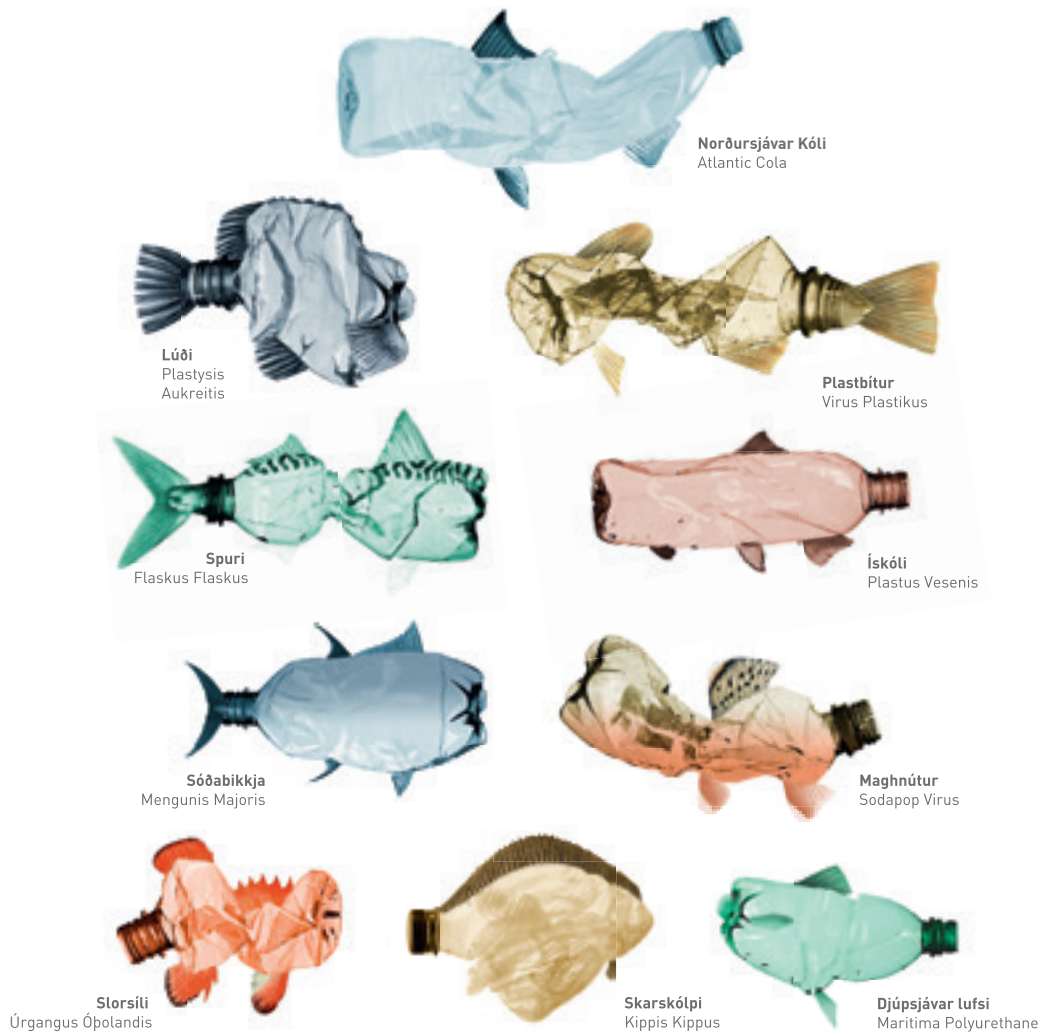 Norðursjávar Kóli
Atlantic Cola
Lúði
Plastysis
Aukreitis
Plastbítur
Virus Plastikus
Spuri
Flaskus Flaskus
Ískóli
Plastus Vesenis
Sóðabikkja
Mengunis Majoris
Maghnútur
Sodapop Virus
Slorsíli
Úrgangus Óþolandis
Skarskólpi
Kippis Kippus
Djúpsjávar lufsi
Maritima Polyurethane